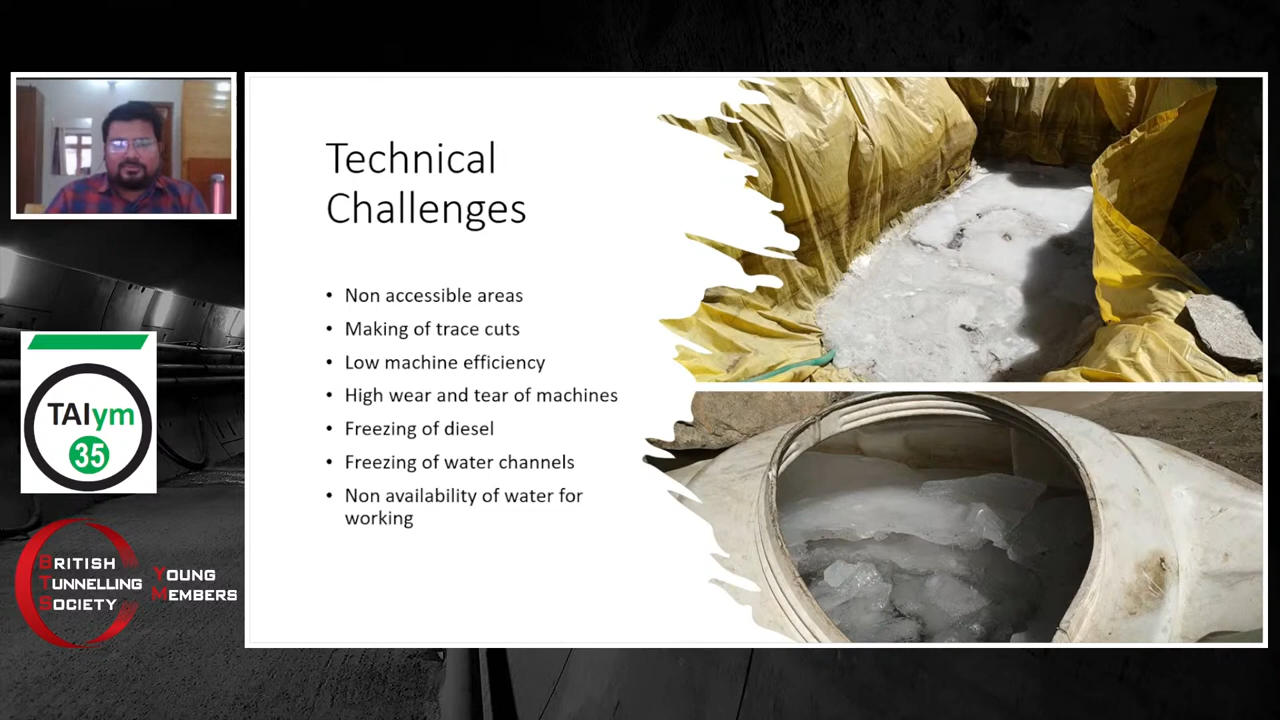 Technical
Challenges
• Non accessible areas
• Making of trace cuts
• Low machine efficiency
• High wear and tear of machines
• Freezing of diesel
• Freezing of water channels
• Non availability of water for
working
TAIym
35
BRITISH
TUNNELLING
SOCIETY
YOUNG
MEMBERS